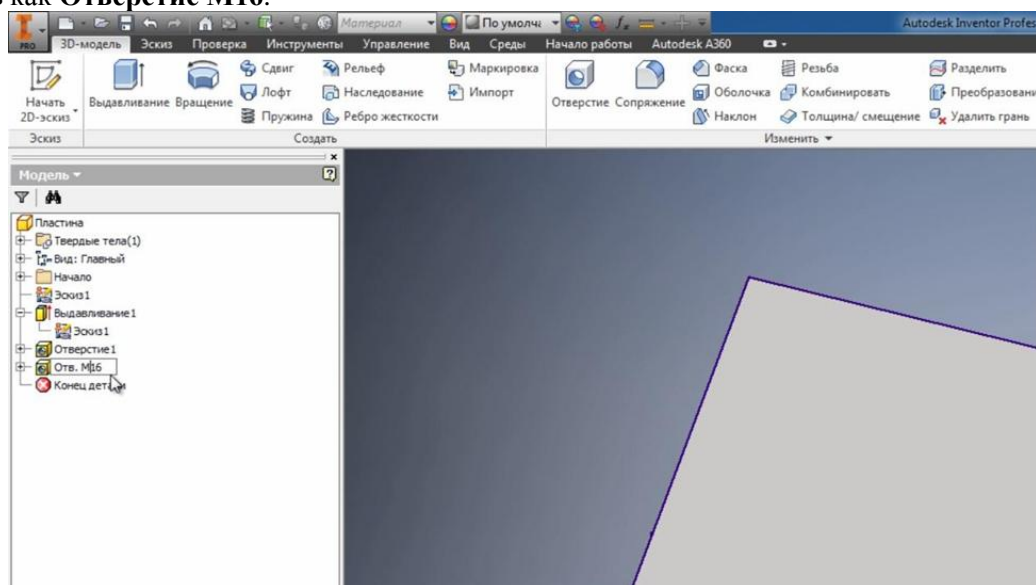 как Отверстие М16.
Материал По умолча Autodesk Inventor Profes
PRO 3D-модель Эскиз Проверка Инструменты Управление Вид Среды Начало работы Autodesk A360
Начать 2D-эскиз
Выдавливание Вращение
Сдвиг Рельеф Маркировка
Лофт Наследование Импорт
Пружина Ребро жесткости
Отверстие Сопряжение
Фаска Резьба Разделить
Оболочка Комбинировать Преобразовани
Наклон Толщина/ смещение Удалить грань
Эскиз Создать Изменить
Модель
Пластина
Твердые тела(1)
Вид: Главный
Начало
Эскиз1
Выдавливание1
Эскиз1
Отверстие1
Отв. М16
Конец детали